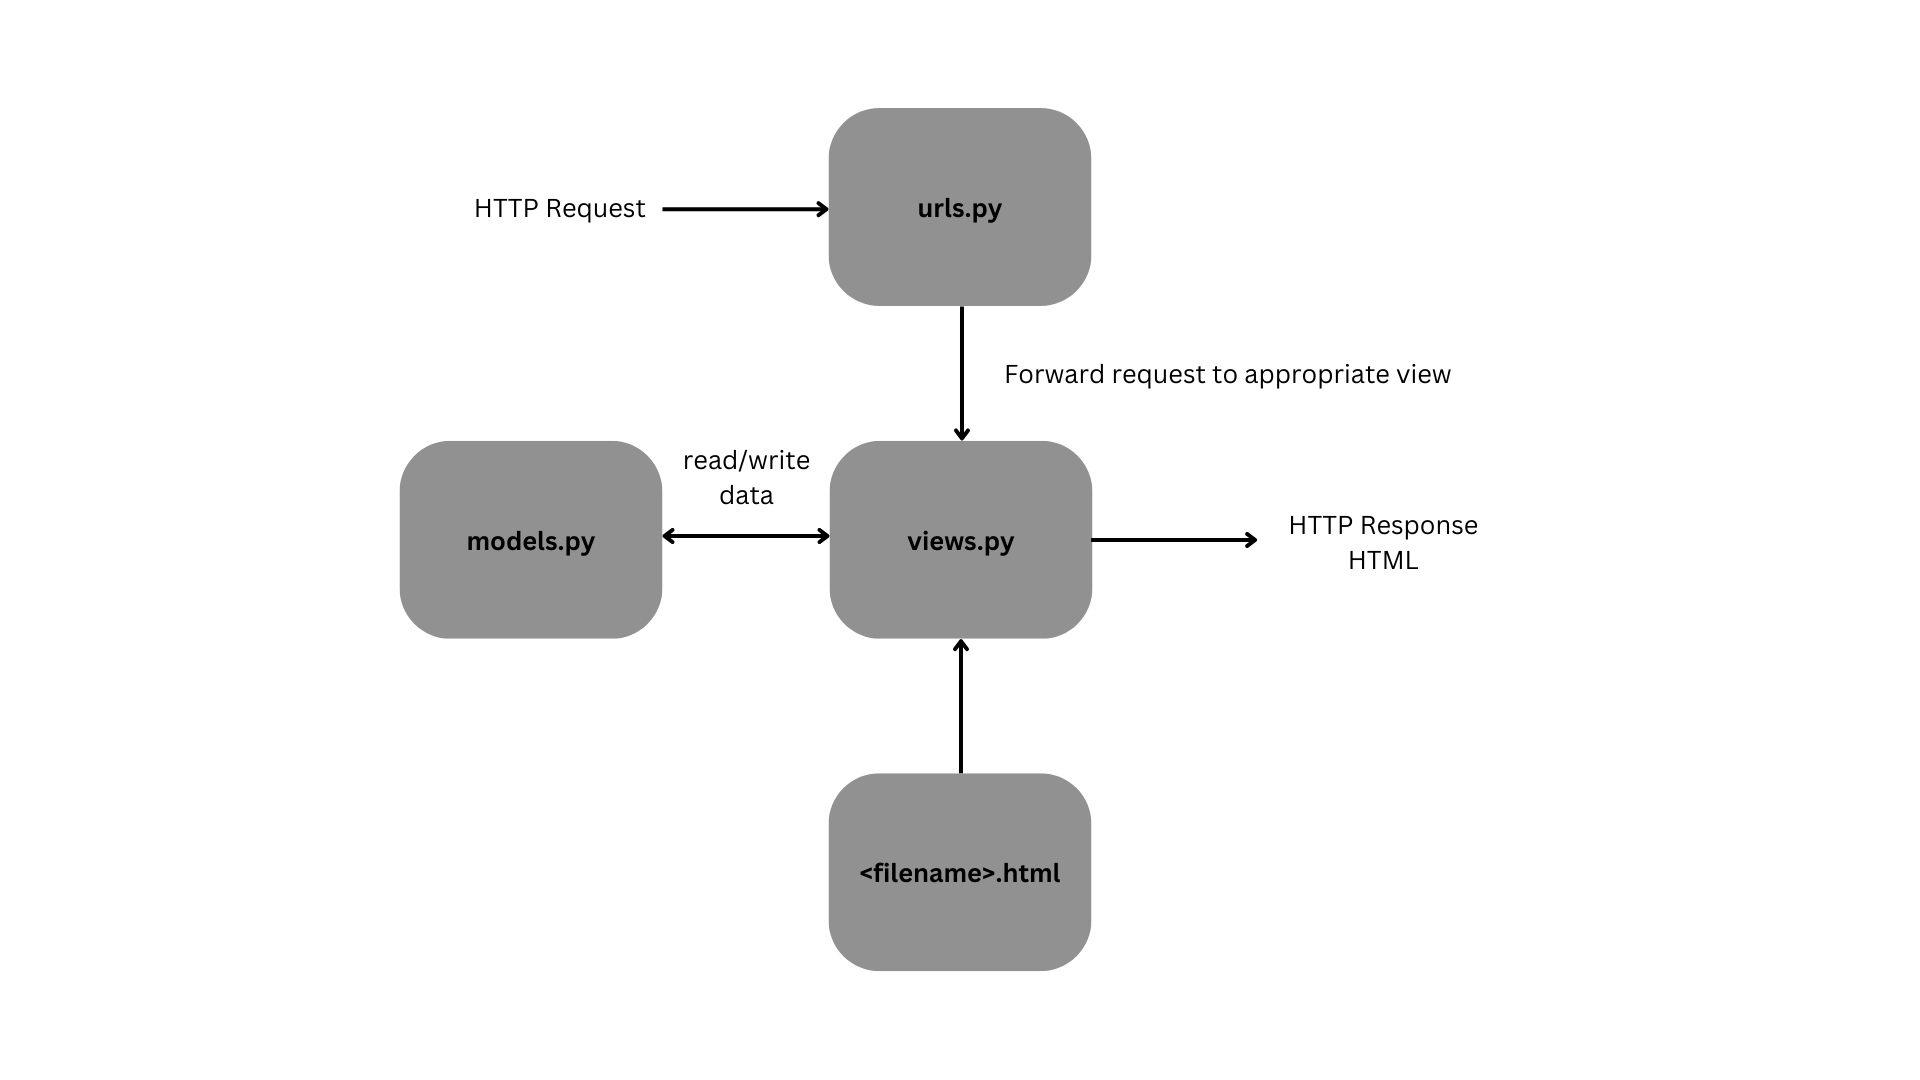 HTTP Request
urls.py
Forward request to appropriate view
read/write
data
models.py
views.py
HTTP Response
HTML
<filename>.html